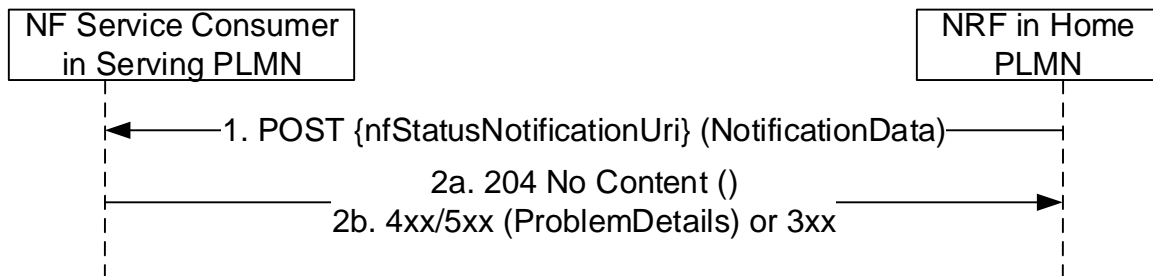 NF Service Consumer
in Serving PLMN
NRF in Home
PLMN
1. POST {nfStatusNotificationUri} (NotificationData)
2a. 204 No Content ()
2b. 4xx/5xx (ProblemDetails) or 3xx